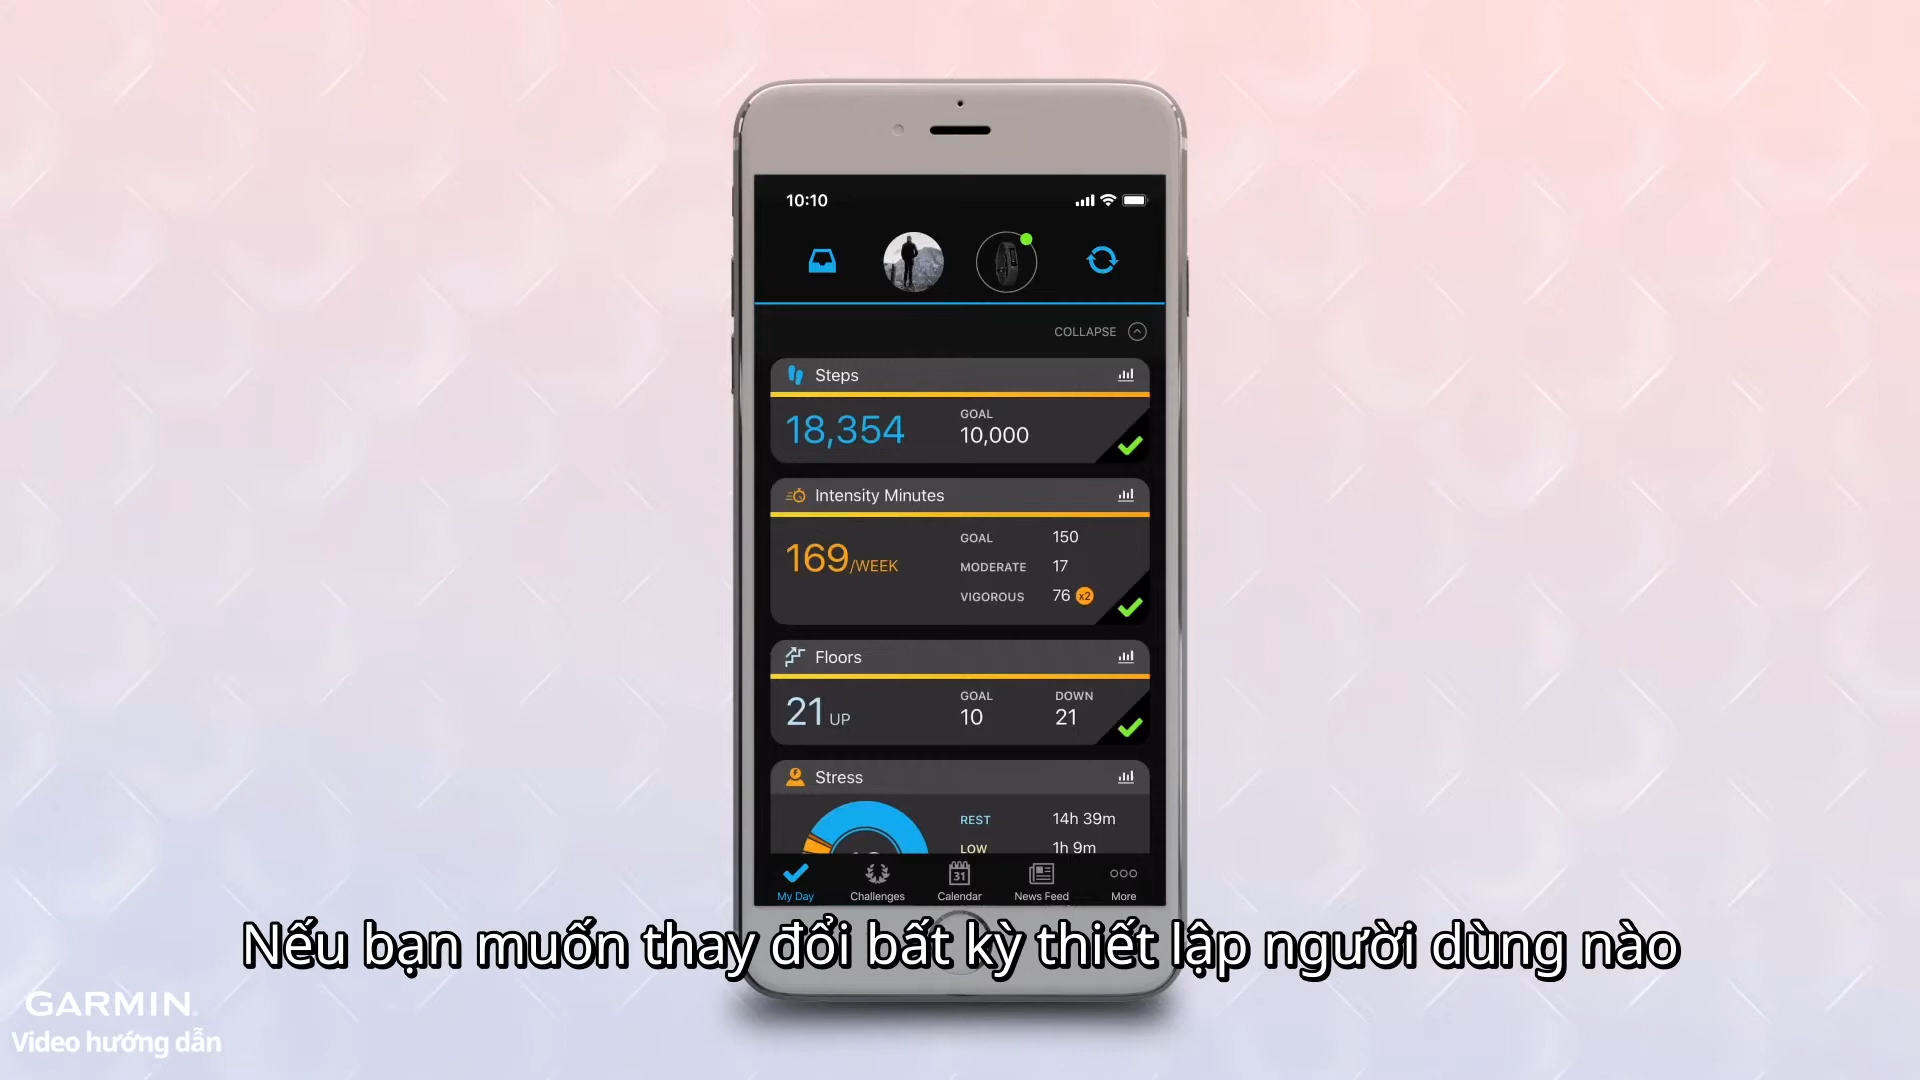 10:10
COLLAPSE
Steps
18,354
GOAL
10,000
Intensity Minutes
169/WEEK
GOAL 150
MODERATE 17
VIGOROUS 76 x2
Floors
21 UP
GOAL
10
DOWN
21
Stress
REST 14h 39m
LOW 1h 9m
My Day
Challenges
31
Calendar
News Feed
More
Nếu bạn muốn thay đổi bất kỳ thiết lập người dùng nào
GARMIN.
Video hướng dẫn